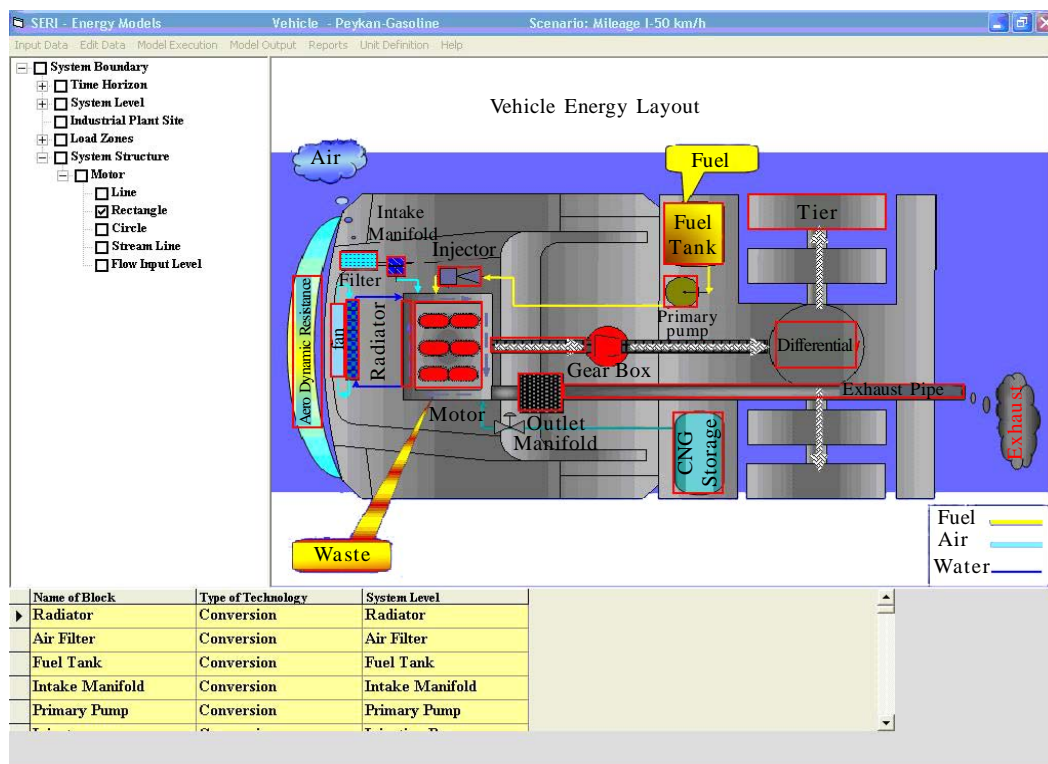 SERI - Energy Models Vehicle - Peykan-Gasoline Scenario: Mileage I-50 km/h
Input Data Edit Data Model Execution Model Output Reports Unit Definition Help
System Boundary
Time Horizon
System Level
Industrial Plant Site
Load Zones
System Structure
Motor
Line
Rectangle
Circle
Stream Line
Flow Input Level
Vehicle Energy Layout
Air
Fuel
Intake
Manifold
Injector
Filter
Fuel
Tank
Tier
Primary
pump
Aero Dynamic Resistance
fan
Radiator
Gear Box
Differential
Motor
Outlet
Manifold
Exhaust Pipe
CNG
Storage
Exhaust
Waste
Fuel
Air
Water
Name of Block Type of Technology System Level
Radiator Conversion Radiator
Air Filter Conversion Air Filter
Fuel Tank Conversion Fuel Tank
Intake Manifold Conversion Intake Manifold
Primary Pump Conversion Primary Pump